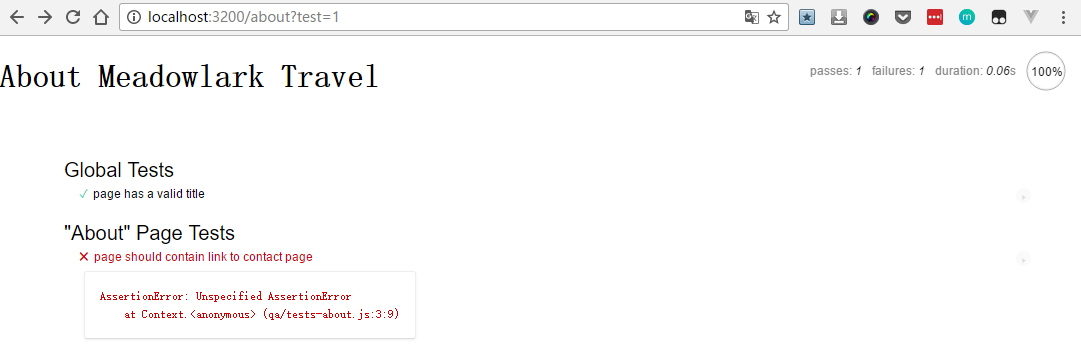 localhost:3200/about?test=1
About Meadowlark Travel
passes: 1 failures: 1 duration: 0.06s 100%
Global Tests
✓ page has a valid title
"About" Page Tests
✕ page should contain link to contact page
AssertionError: Unspecified AssertionError
at Context.<anonymous> (qa/tests-about.js:3:9)